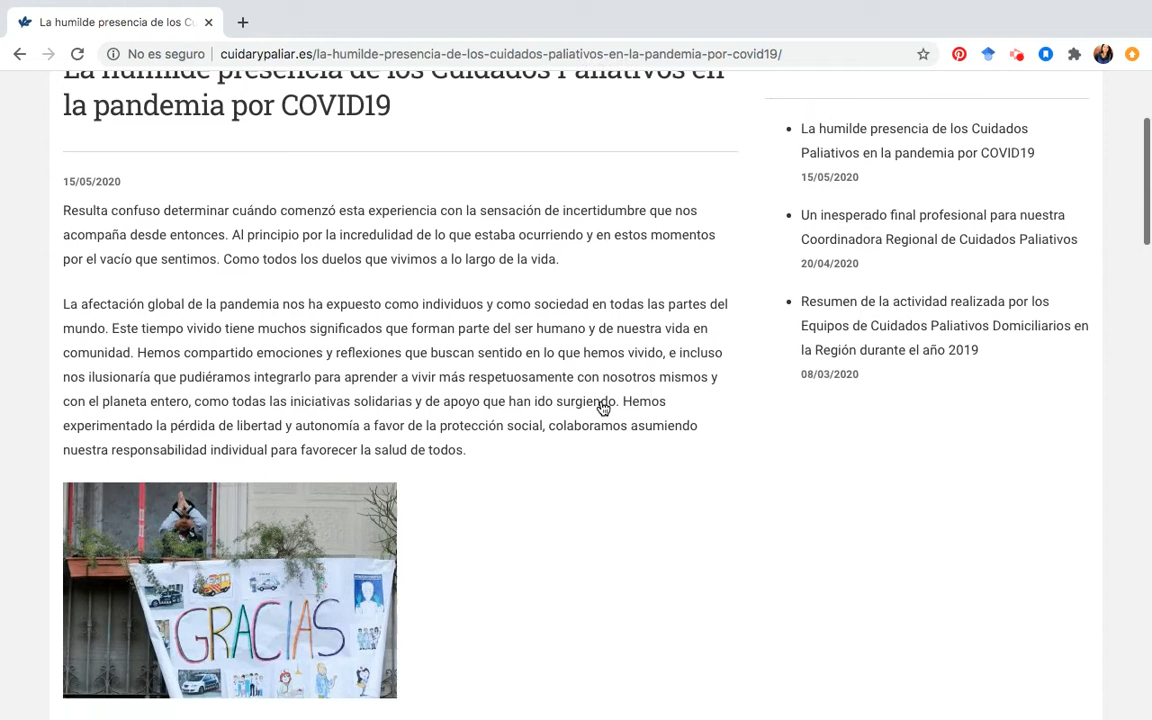 La humilde presencia de los C
No es seguro
cuidarypaliar.es/la-humilde-presencia-de-los-cuidados-paliativos-en-la-pandemia-por-covid19/
La humilde presencia de los Cuidados Paliativos en
la pandemia por COVID19
15/05/2020
Resulta confuso determinar cuándo comenzó esta experiencia con la sensación de incertidumbre que nos
acompaña desde entonces. Al principio por la incredulidad de lo que estaba ocurriendo y en estos momentos
por el vacío que sentimos. Como todos los duelos que vivimos a lo largo de la vida.
La afectación global de la pandemia nos ha expuesto como individuos y como sociedad en todas las partes del
mundo. Este tiempo vivido tiene muchos significados que forman parte del ser humano y de nuestra vida en
comunidad. Hemos compartido emociones y reflexiones que buscan sentido en lo que hemos vivido, e incluso
nos ilusionaría que pudiéramos integrarlo para aprender a vivir más respetuosamente con nosotros mismos y
con el planeta entero, como todas las iniciativas solidarias y de apoyo que han ido surgiendo. Hemos
experimentado la pérdida de libertad y autonomía a favor de la protección social, colaboramos asumiendo
nuestra responsabilidad individual para favorecer la salud de todos.
GRACIAS
La humilde presencia de los Cuidados
Paliativos en la pandemia por COVID19
15/05/2020
Un inesperado final profesional para nuestra
Coordinadora Regional de Cuidados Paliativos
20/04/2020
Resumen de la actividad realizada por los
Equipos de Cuidados Paliativos Domiciliarios en
la Región durante el año 2019
08/03/2020